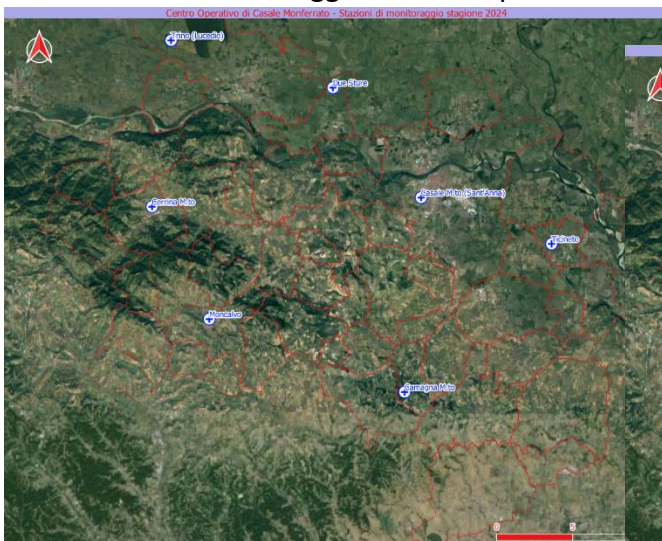 Centro Operativo di Casale Monferrato - Stazioni di monitoraggio stagione 2024
Trino (Lucedio)
Due Sture
Cerrina M.to
Casale M.to (Sant'Anna)
Ticineto
Moncalvo
Camagna M.to
0 5